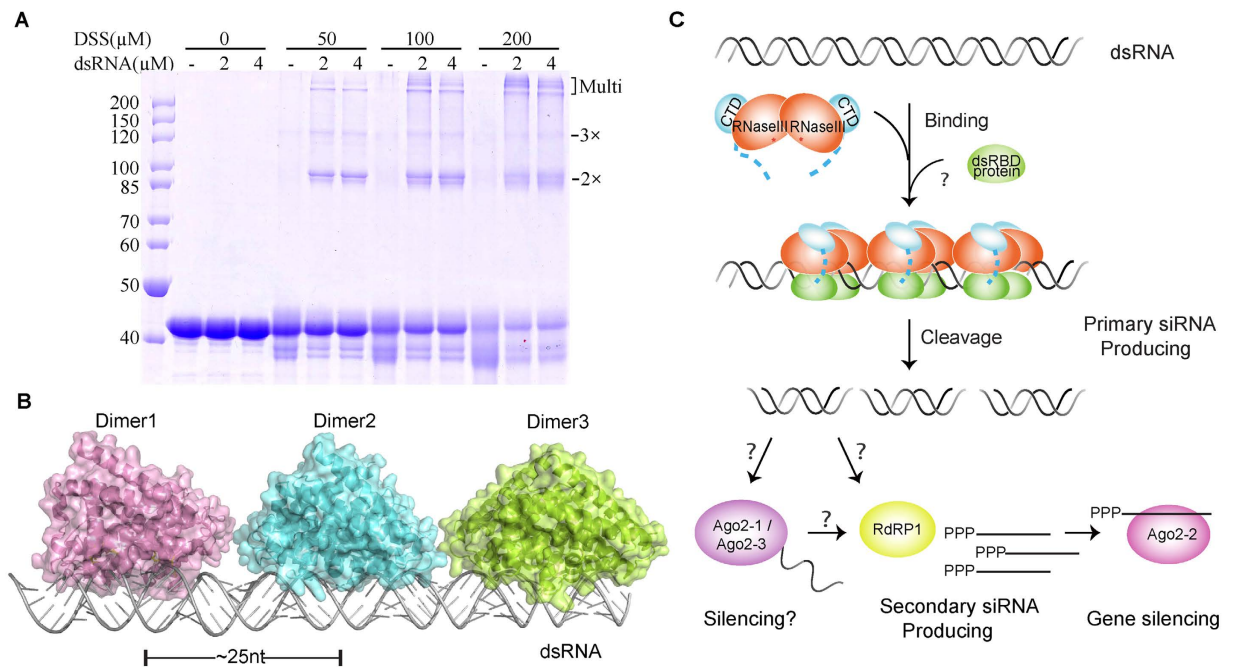 A
DSS(µM) 0 50 100 200
dsRNA(µM) - 2 4 - 2 4 - 2 4 - 2 4
Multi
200
150
120
3×
100
85
2×
70
60
50
40
B
Dimer1 Dimer2 Dimer3
~25nt
dsRNA
C
dsRNA
CTD CTD
RNaseIII RNaseIII
Binding
dsRBD
protein
?
Cleavage
Primary siRNA
Producing
? ?
Ago2-1 /
Ago2-3
?
RdRP1
PPP
PPP
PPP
PPP
Ago2-2
Silencing?
Secondary siRNA
Producing
Gene silencing